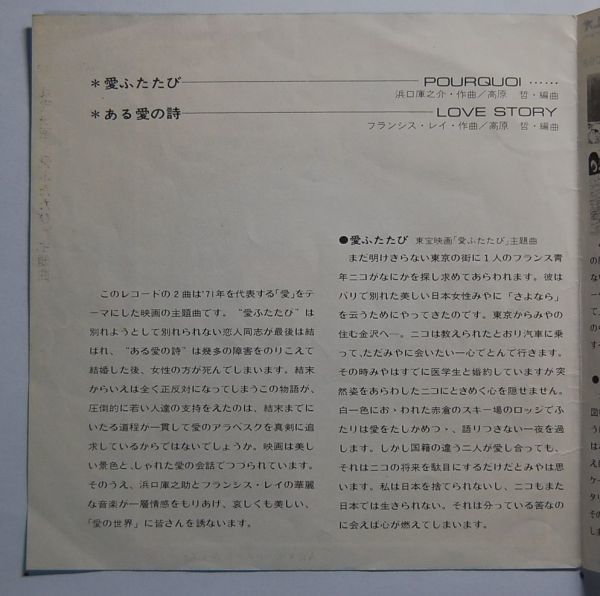 ＊愛ふたたび POURQUOI ……
浜口庫之介・作曲／高原　哲・編曲
＊ある愛の詩 LOVE STORY
フランシス・レイ・作曲／高原　哲・編曲
このレコードの２曲は'71年を代表する「愛」をテ
ーマにした映画の主題曲です。“愛ふたたび”は
別れようとして別れられない恋人同志が最後は結
ばれ、“ある愛の詩”は幾多の障害をのりこえて
結婚した後、女性の方が死んでしまいます。結末
からいえば全く正反対になってしまうこの物語が、
圧倒的に若い人達の支持をえたのは、結末までに
いたる道程が一貫して愛のアラベスクを真剣に追
求しているからではないでしょうか。映画は美し
い景色と、しゃれた愛の会話でつづられています。
そのうえ、浜口庫之助とフランシス・レイの華麗
な音楽が一層情感をもりあげ、哀しくも美しい、
「愛の世界」に皆さんを誘ないます。
●愛ふたたび　東宝映画「愛ふたたび」主題曲
まだ明けきらない東京の街に１人のフランス青
年ニコがなにかを探し求めてあらわれます。彼は
パリで別れた美しい日本女性みやに「さよなら」
を云うためにやってきたのです。東京からみやの
住む金沢へ─。ニコは教えられたとおり汽車に乗
って、ただみやに会いたい一心でとんで行きます。
その時みやはすでに医学生と婚約していますが突
然姿をあらわしたニコにときめく心を隠せません。
白一色におゝわれた赤倉のスキー場のロッジでふ
たりは愛をたしかめつゝ、語りつきない一夜を過
します。しかし国籍の違う二人が愛し合っても、
それはニコの将来を駄目にするだけだとみやは思
います。私は日本を捨てられないし、ニコもまた
日本では生きられない。それは分っている筈なの
に会えば心が燃えてしまいます。